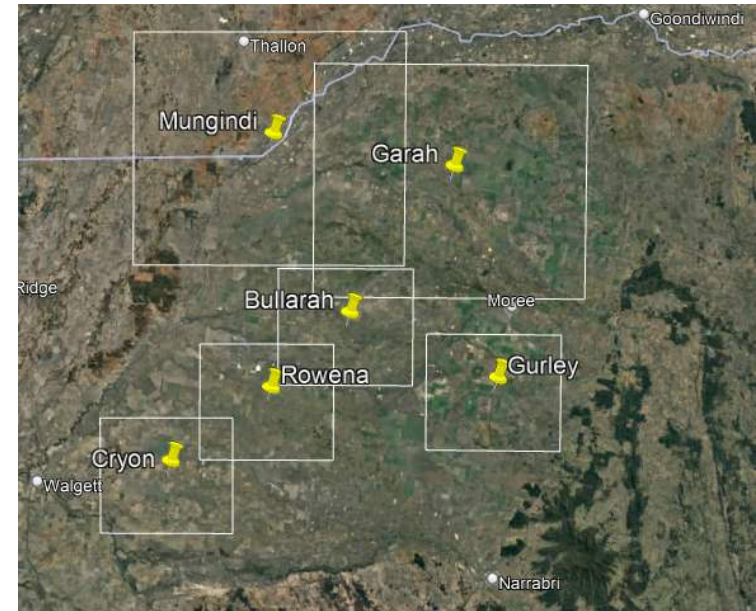 Goondiwindi
Thallon
Mungindi
Garah
Ridge
Bullarah
Moree
Rowena
Gurley
Cryon
Walgett
Narrabri